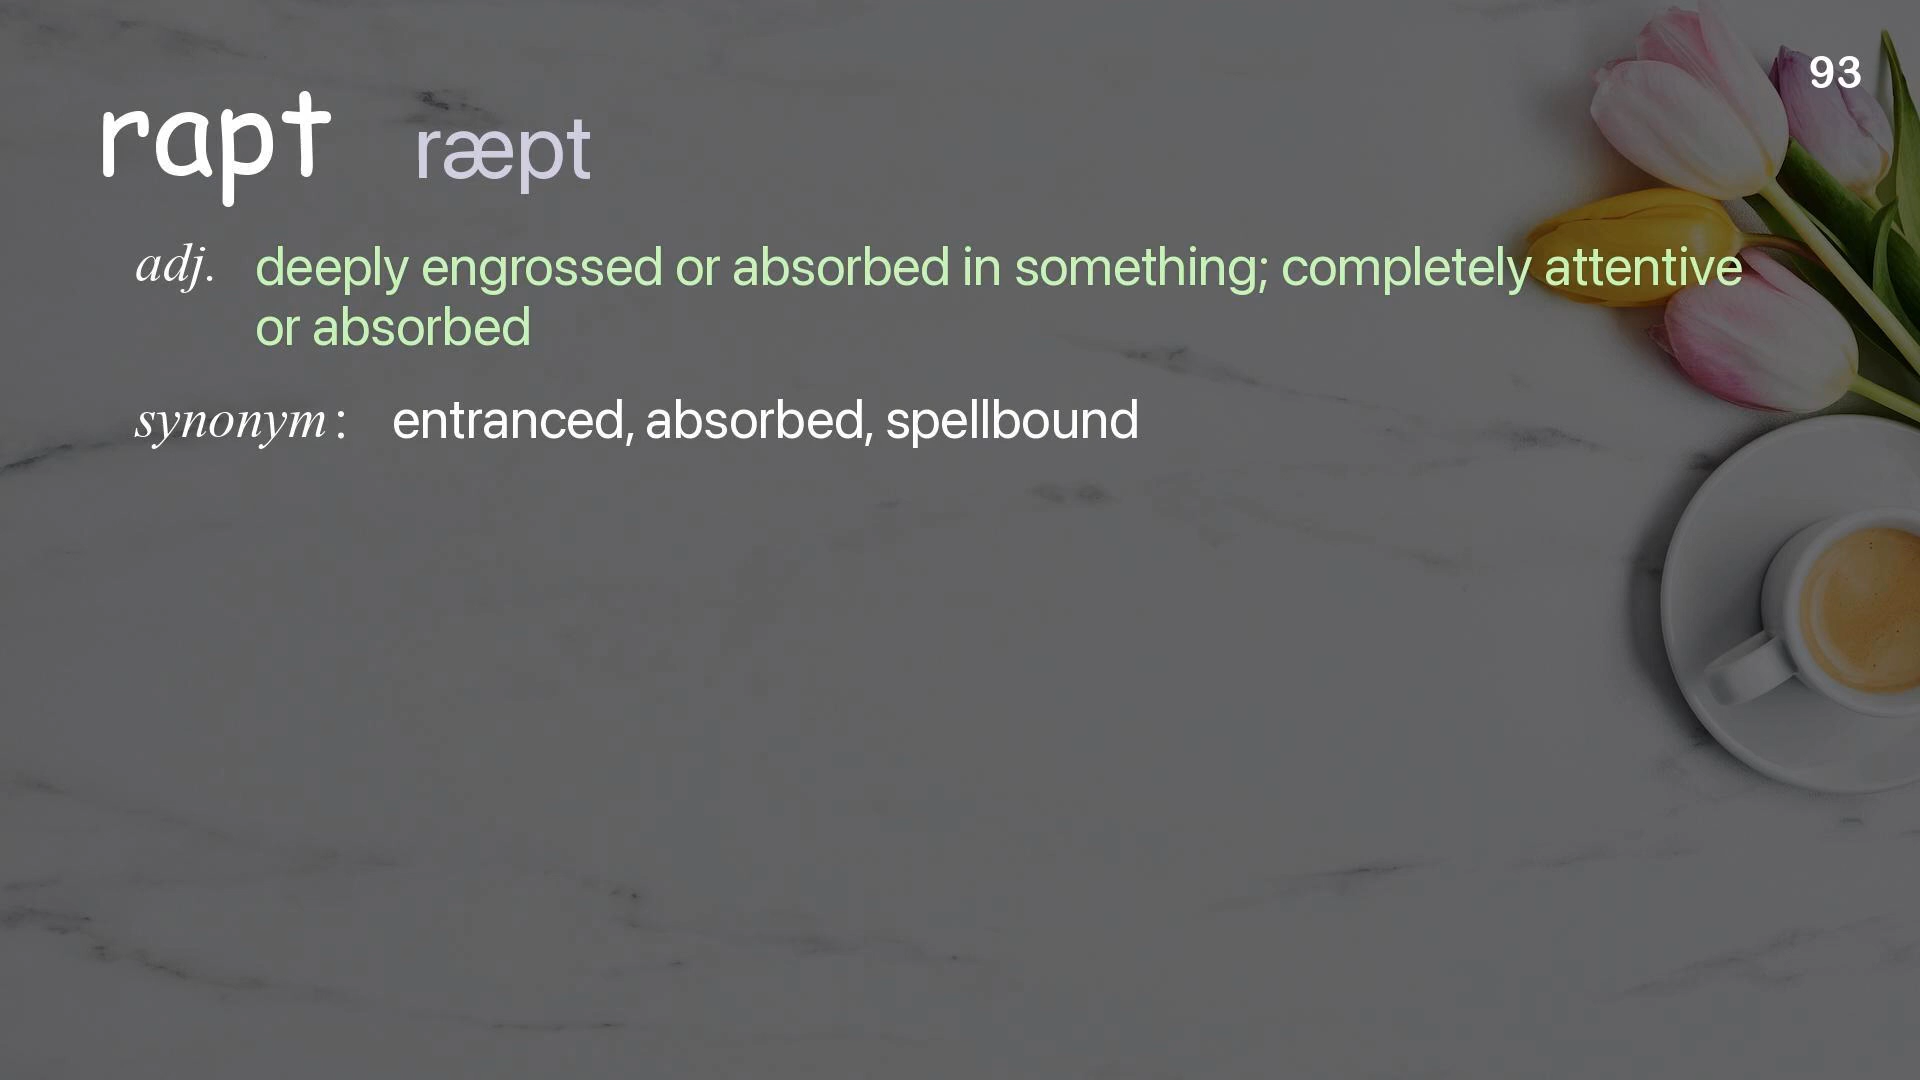 93
rapt ræpt
adj. deeply engrossed or absorbed in something; completely attentive
or absorbed
synonym: entranced, absorbed, spellbound